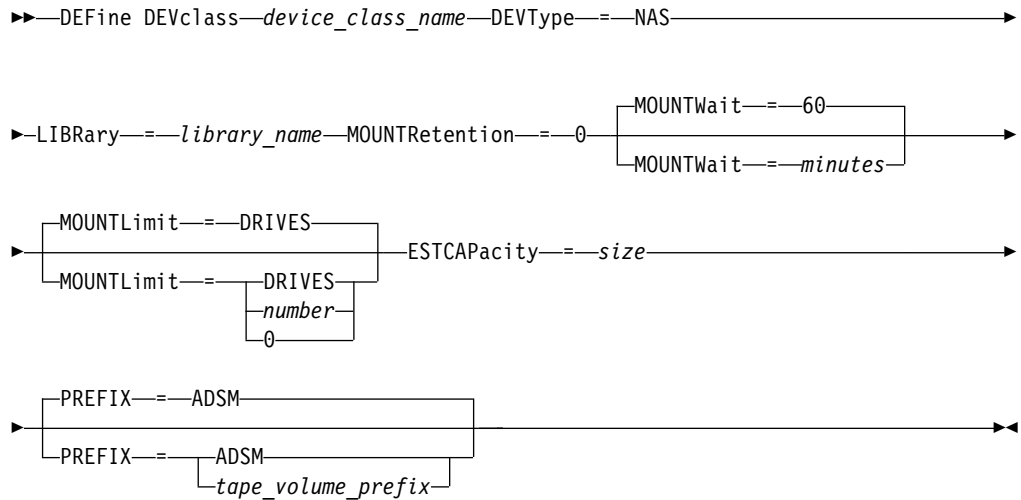 DEFine DEVclass device_class_name DEVType = NAS
MOUNTWait = 60
LIBRary = library_name MOUNTRetention = 0
MOUNTWait = minutes
MOUNTLimit = DRIVES
ESTCAPacity = size
MOUNTLimit = DRIVES
number
0
PREFIX = ADSM
PREFIX = ADSM
tape_volume_prefix